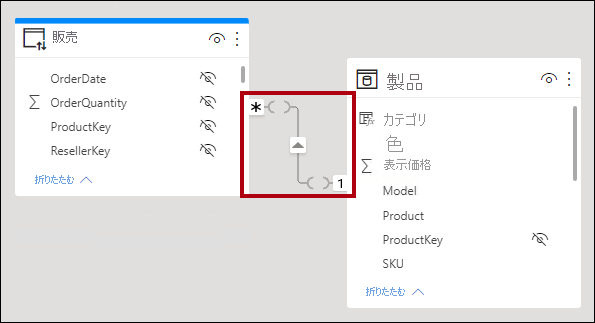 販売
OrderDate
Σ OrderQuantity
ProductKey
ResellerKey
折りたたむ
*
1
製品
カテゴリ
色
Σ 表示価格
Model
Product
ProductKey
SKU
折りたたむ